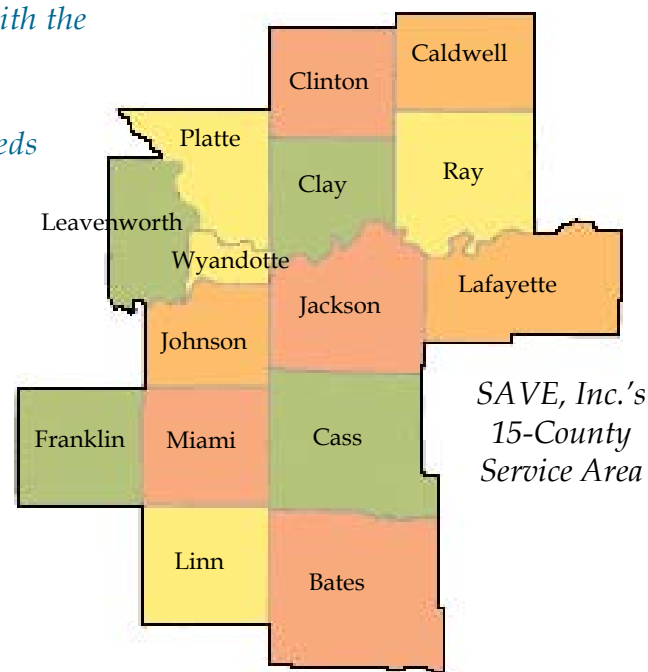 ith the
eds
Caldwell
Clinton
Platte
Clay
Ray
Leavenworth
Wyandotte
Jackson
Lafayette
Johnson
Franklin
Miami
Cass
Linn
Bates
SAVE, Inc.'s
15-County
Service Area